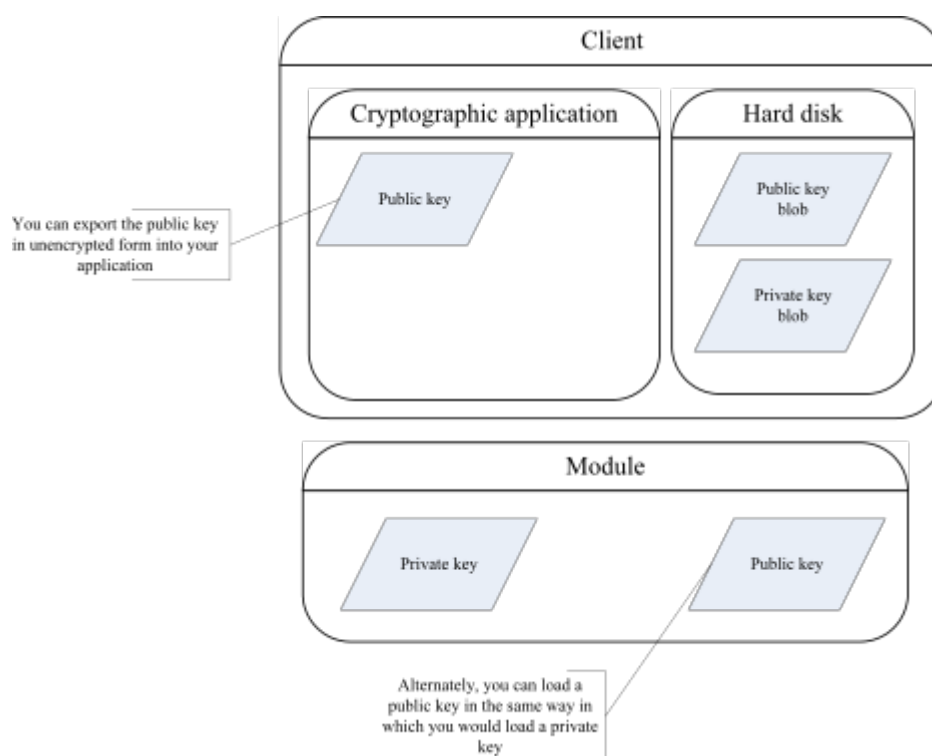 Client
Cryptographic application
Hard disk
Public key
Public key
blob
You can export the public key
in unencrypted form into your
application
Private key
blob
Module
Private key
Public key
Alternately, you can load a
public key in the same way in
which you would load a private
key